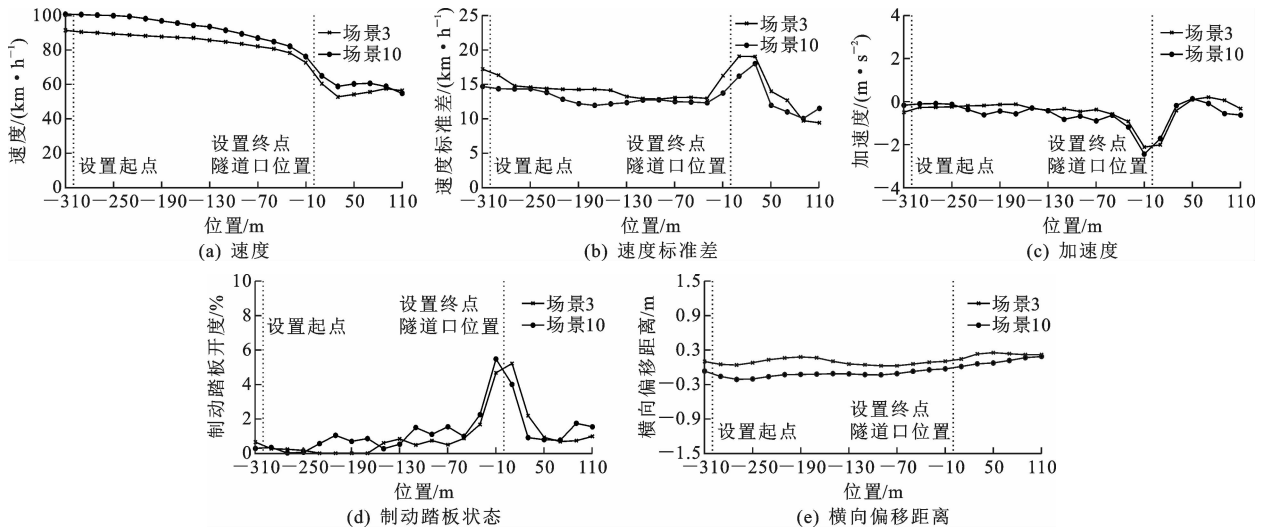 速度/(km·h⁻¹)
100
80
60
40
20
0
场景3
场景10
设置起点
设置终点
隧道口位置
−310 −250 −190 −130 −70 −10 50 110
位置/m
(a) 速度
速度标准差/(km·h⁻¹)
25
20
15
10
5
0
场景3
场景10
设置起点
设置终点
隧道口位置
−310 −250 −190 −130 −70 −10 50 110
位置/m
(b) 速度标准差
加速度/(m·s⁻²)
4
2
0
−2
−4
场景3
场景10
设置起点
设置终点
隧道口位置
−310 −250 −190 −130 −70 −10 50 110
位置/m
(c) 加速度
制动踏板开度/%
10
8
6
4
2
0
场景3
场景10
设置起点
设置终点
隧道口位置
−310 −250 −190 −130 −70 −10 50 110
位置/m
(d) 制动踏板状态
横向偏移距离/m
1.5
0.9
0.3
−0.3
−0.9
−1.5
场景3
场景10
设置起点
设置终点
隧道口位置
−310 −250 −190 −130 −70 −10 50 110
位置/m
(e) 横向偏移距离